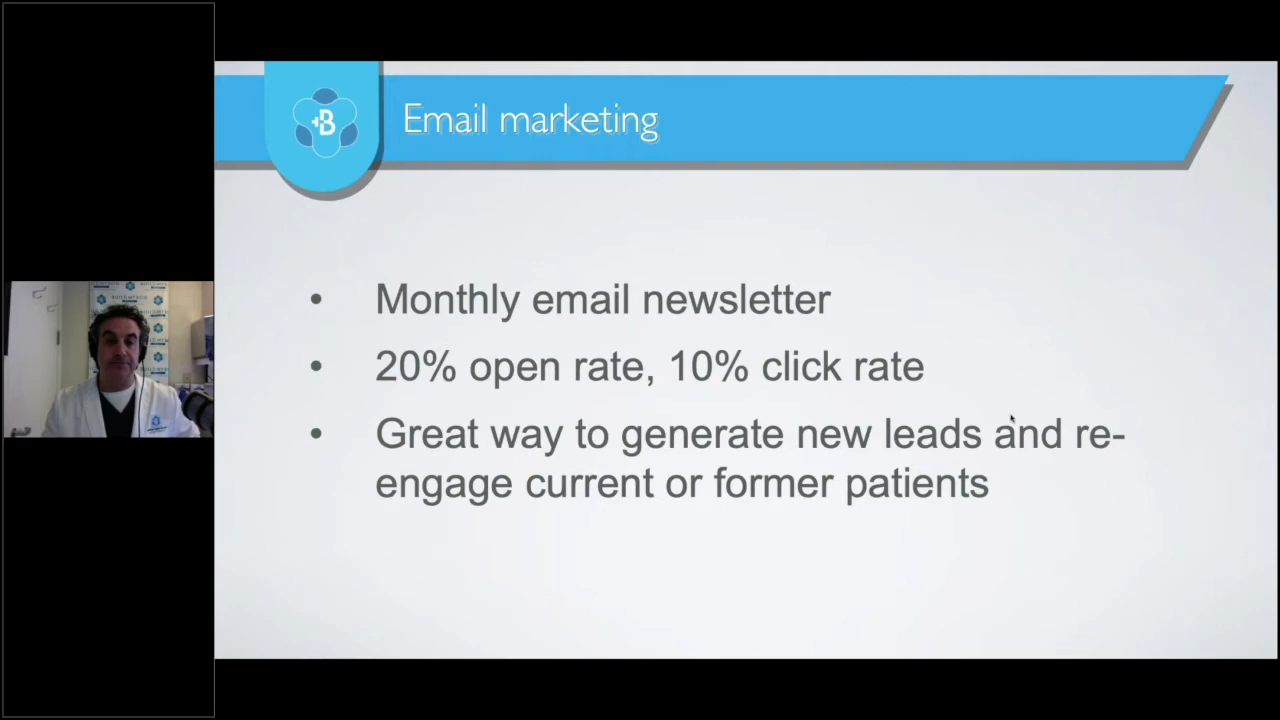 +B
Email marketing
• Monthly email newsletter
• 20% open rate, 10% click rate
• Great way to generate new leads and re-
engage current or former patients